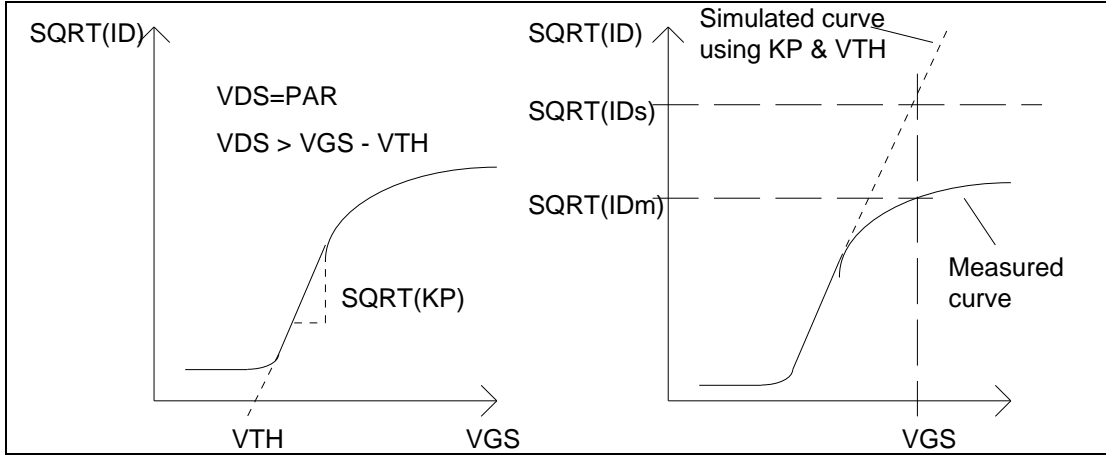 SQRT(ID)
VDS=PAR
VDS > VGS - VTH
SQRT(KP)
VTH
VGS
SQRT(ID)
Simulated curve
using KP & VTH
SQRT(IDs)
SQRT(IDm)
Measured
curve
VGS